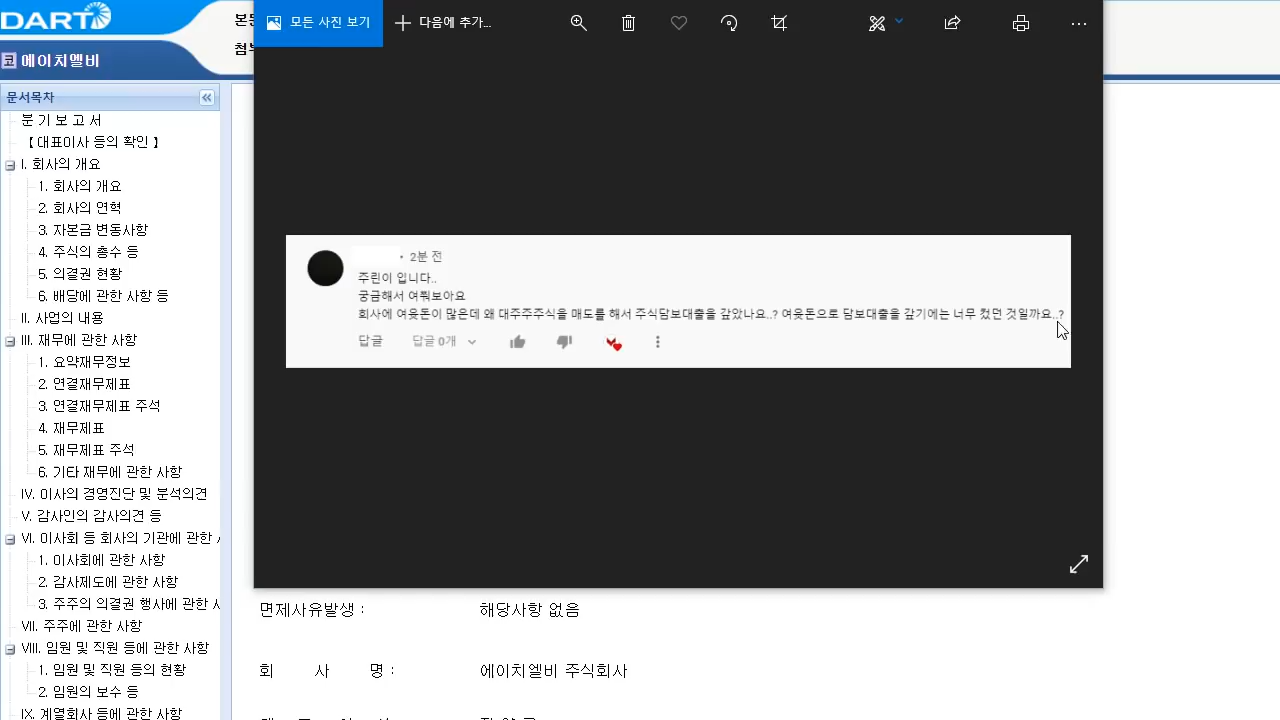 DART
본문
첨부
코 에이치엘비
모든 사진 보기
다음에 추가...
문서목차
분 기 보 고 서
【 대표이사 등의 확인 】
I. 회사의 개요
1. 회사의 개요
2. 회사의 연혁
3. 자본금 변동사항
4. 주식의 총수 등
5. 의결권 현황
6. 배당에 관한 사항 등
II. 사업의 내용
III. 재무에 관한 사항
1. 요약재무정보
2. 연결재무제표
3. 연결재무제표 주석
4. 재무제표
5. 재무제표 주석
6. 기타 재무에 관한 사항
IV. 이사의 경영진단 및 분석의견
V. 감사인의 감사의견 등
VI. 이사회 등 회사의 기관에 관한
1. 이사회에 관한 사항
2. 감사제도에 관한 사항
3. 주주의 의결권 행사에 관한
VII. 주주에 관한 사항
VIII. 임원 및 직원 등에 관한 사항
1. 임원 및 직원 등의 현황
2. 임원의 보수 등
IX. 계열회사 등에 관한 사항
• 2분 전
주린이 입니다..
궁금해서 여쭤보아요
회사에 여윳돈이 많은데 왜 대주주주식을 매도를 해서 주식담보대출을 갚았나요..? 여윳돈으로 담보대출을 갚기에는 너무 컸던 것일까요..?
답글 답글 0개
면제사유발생 : 해당사항 없음
회 사 명 : 에이치엘비 주식회사